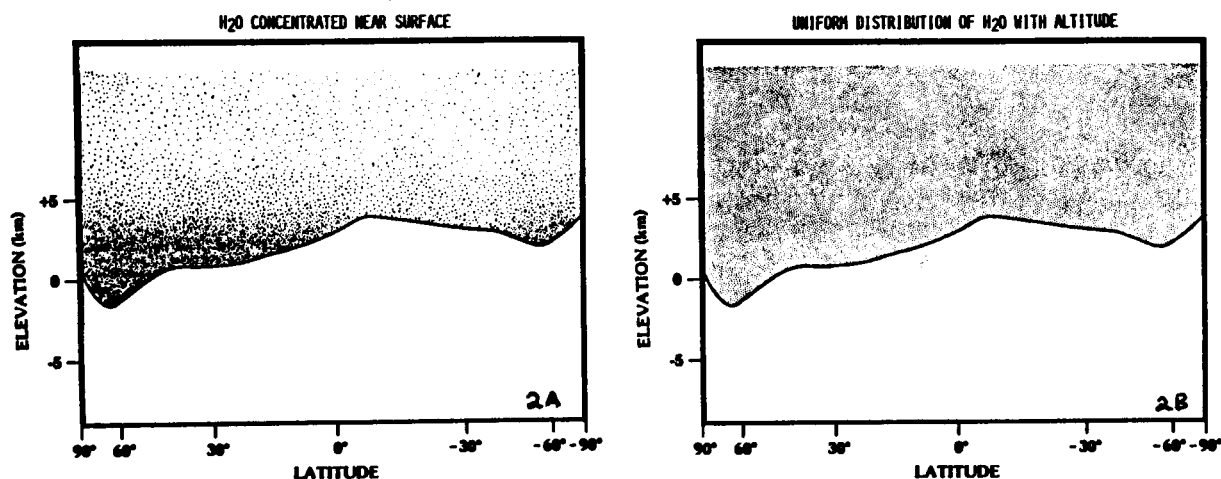 H2O CONCENTRATED NEAR SURFACE
+5
0
-5
ELEVATION (km)
2A
90° 60° 30° 0° -30° -60° -90°
LATITUDE
UNIFORM DISTRIBUTION OF H2O WITH ALTITUDE
+5
0
-5
ELEVATION (km)
2B
90° 60° 30° 0° -30° -60° -90°
LATITUDE